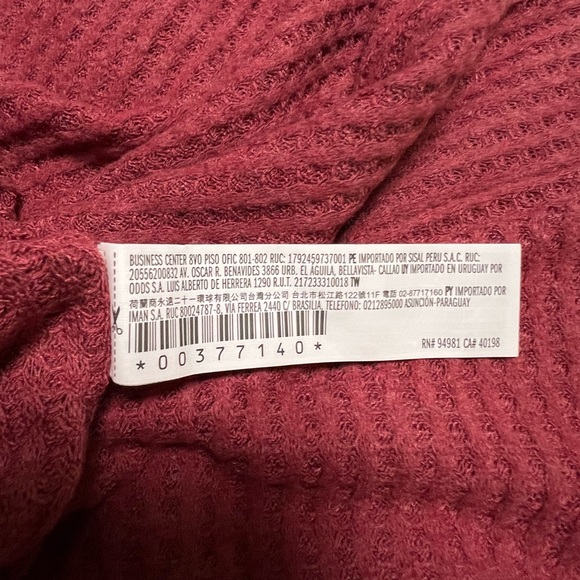 BUSINESS CENTER 8VO PISO OFIC 801-802 RUC: 1792459737001 PE IMPORTADO POR SISAL PERU S.A.C. RUC:
20556200832 AV. OSCAR R. BENAVIDES 3866 URB. EL AGUILA, BELLAVISTA- CALLAO UY IMPORTADO EN URUGUAY POR
ODDS S.A. LUIS ALBERTO DE HERRERA 1290 R.U.T. 217233310018 TW
荷蘭商永遠二十一環球有限公司台灣分公司 台北市松江路122號11F 電話 02-87717160 PY IMPORTADO POR
IMAN S.A. RUC 80024787-8, VIA FERREA 2440 C/ BRASILIA, TELEFONO: 0212895000 ASUNCIÓN-PARAGUAY
*00377140*
RN# 94981 CA# 40198